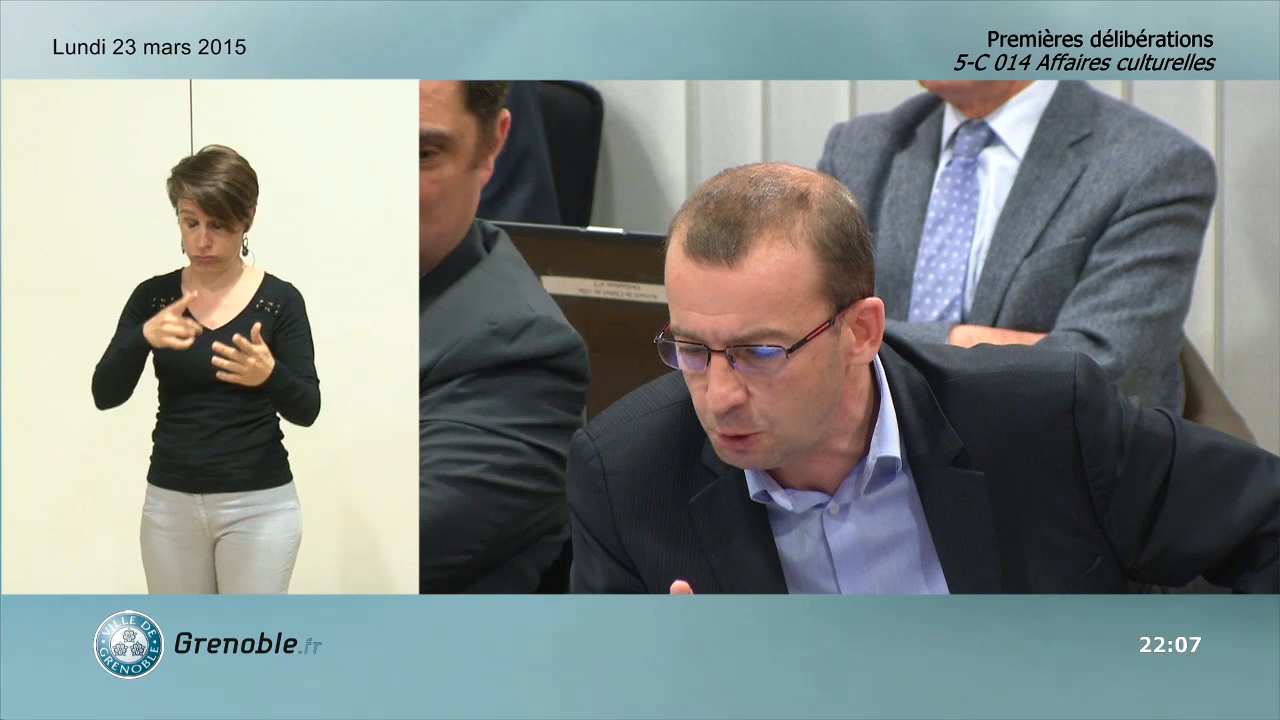 Lundi 23 mars 2015
Premières délibérations
5-C 014 Affaires culturelles
VILLE DE GRENOBLE
Grenoble.fr
22:07